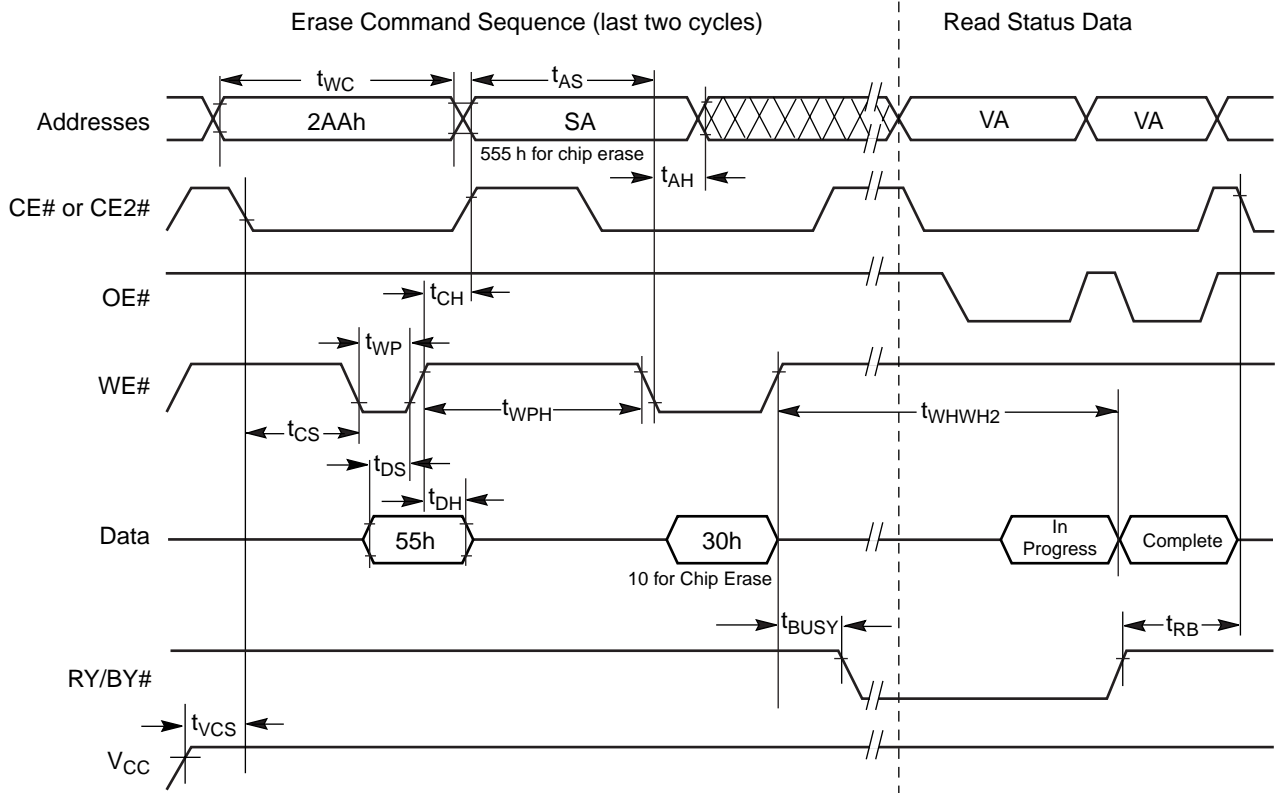 Erase Command Sequence (last two cycles)
Read Status Data
tWC
tAS
Addresses
2AAh
SA
VA
VA
555 h for chip erase
tAH
CE# or CE2#
OE#
tCH
tWP
WE#
tWPH
tWHWH2
tCS
tDS
tDH
Data
55h
30h
In
Progress
Complete
10 for Chip Erase
tBUSY
tRB
RY/BY#
tVCS
VCC